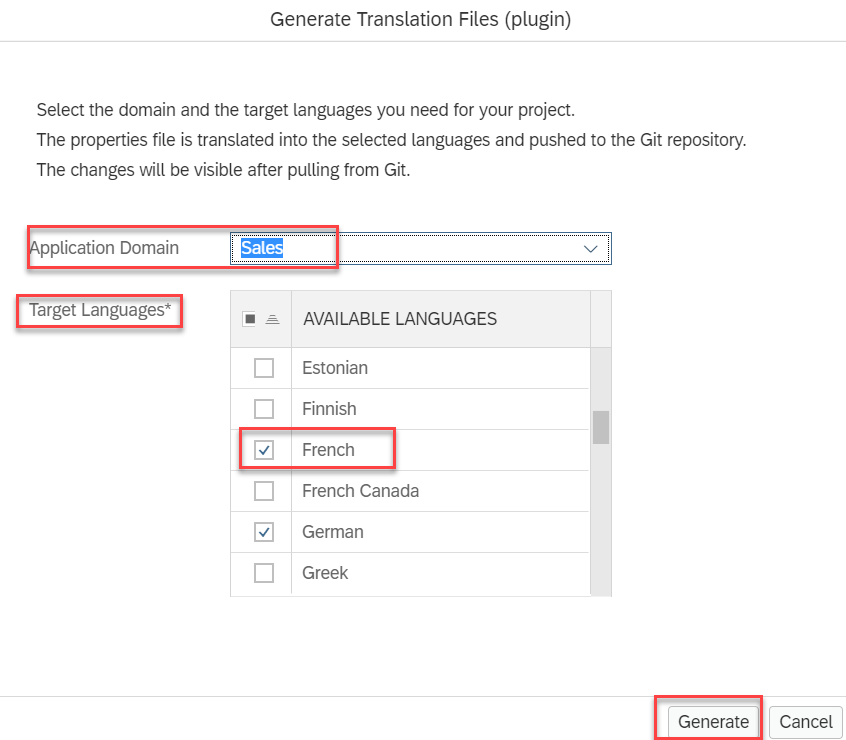 Generate Translation Files (plugin)
Select the domain and the target languages you need for your project.
The properties file is translated into the selected languages and pushed to the Git repository.
The changes will be visible after pulling from Git.
Application Domain Sales
Target Languages*
AVAILABLE LANGUAGES
Estonian
Finnish
French
French Canada
German
Greek
Generate Cancel